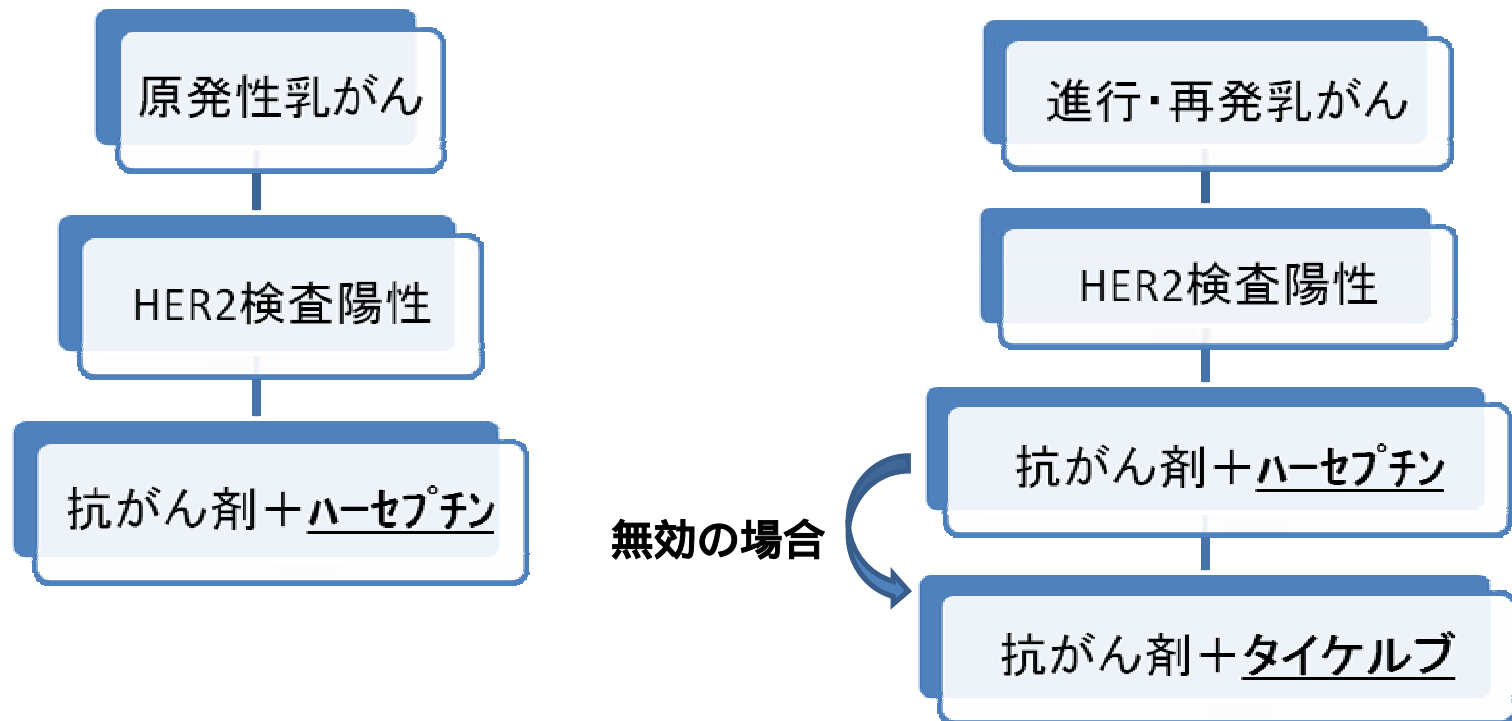 原発性乳がん
HER2検査陽性
抗がん剤＋ハーセプチン
進行・再発乳がん
HER2検査陽性
抗がん剤＋ハーセプチン
無効の場合
抗がん剤＋タイケルブ